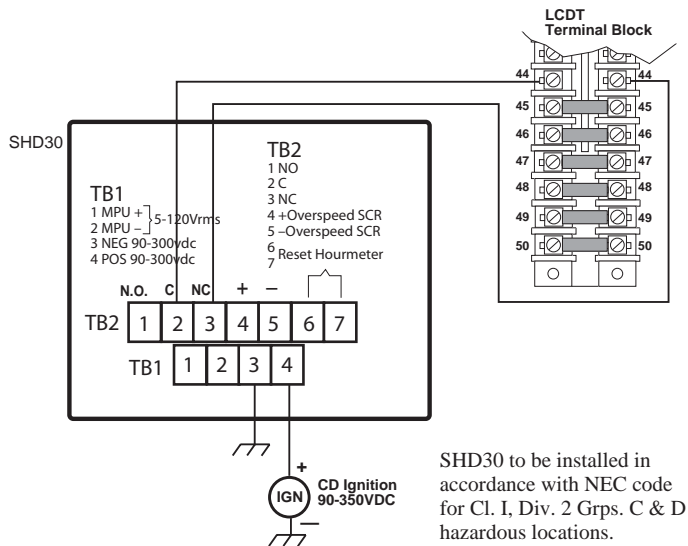 LCDT
Terminal Block
44 44
45 45
46 46
47 47
48 48
49 49
50 50
SHD30
TB1
1 MPU +
2 MPU –
5-120Vrms
3 NEG 90-300vdc
4 POS 90-300vdc
TB2
1 NO
2 C
3 NC
4 +Overspeed SCR
5 –Overspeed SCR
6
7
Reset Hourmeter
N.O. C NC + –
TB2 1 2 3 4 5 6 7
TB1 1 2 3 4
+
IGN
–
CD Ignition
90-350VDC
SHD30 to be installed in
accordance with NEC code
for Cl. I, Div. 2 Grps. C & D
hazardous locations.